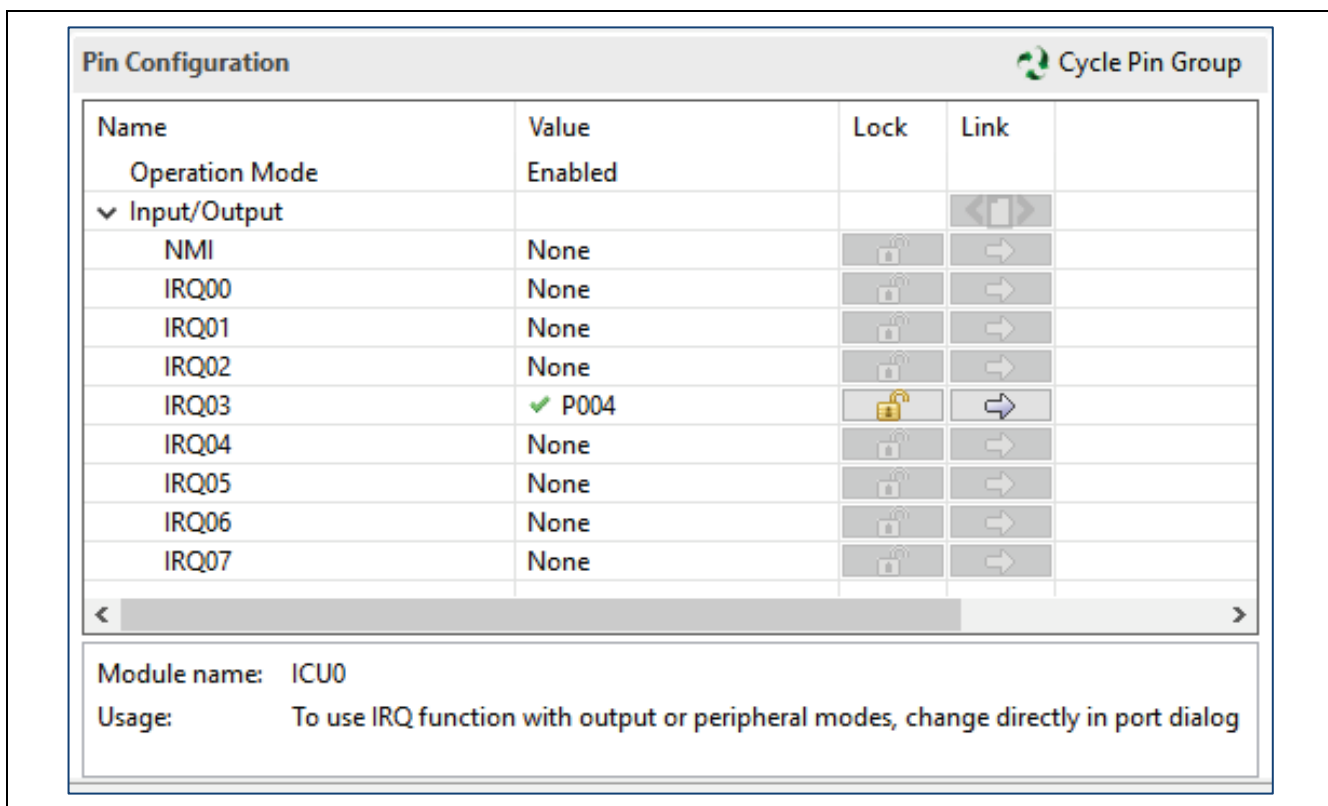 Pin Configuration Cycle Pin Group
Name Value Lock Link
Operation Mode Enabled
Input/Output
NMI None
IRQ00 None
IRQ01 None
IRQ02 None
IRQ03 P004
IRQ04 None
IRQ05 None
IRQ06 None
IRQ07 None
Module name: ICU0
Usage: To use IRQ function with output or peripheral modes, change directly in port dialog